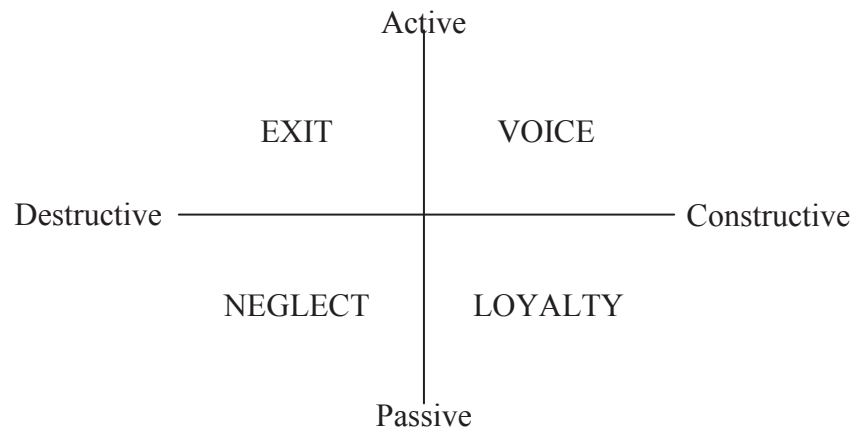 Active
EXIT VOICE
Destructive Constructive
NEGLECT LOYALTY
Passive